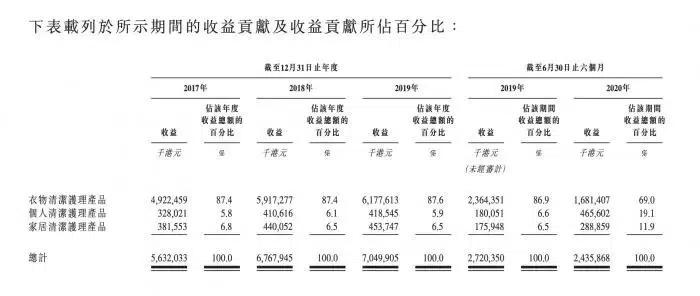 下表載列於所示期間的收益貢獻及收益貢獻所佔百分比：
截至12月31日止年度 截至6月30日止六個月
2017年 2018年 2019年 2019年 2020年
佔該年度 佔該年度 佔該年度 佔該期間 佔該期間
收益總額的 收益總額的 收益總額的 收益總額的 收益總額的
收益 百分比 收益 百分比 收益 百分比 收益 百分比 收益 百分比
千港元 % 千港元 % 千港元 % 千港元 % 千港元 %
(未經審計)
衣物清潔護理產品 4,922,459 87.4 5,917,277 87.4 6,177,613 87.6 2,364,351 86.9 1,681,407 69.0
個人清潔護理產品 328,021 5.8 410,616 6.1 418,545 5.9 180,051 6.6 465,602 19.1
家居清潔護理產品 381,553 6.8 440,052 6.5 453,747 6.5 175,948 6.5 288,859 11.9
總計 5,632,033 100.0 6,767,945 100.0 7,049,905 100.0 2,720,350 100.0 2,435,868 100.0